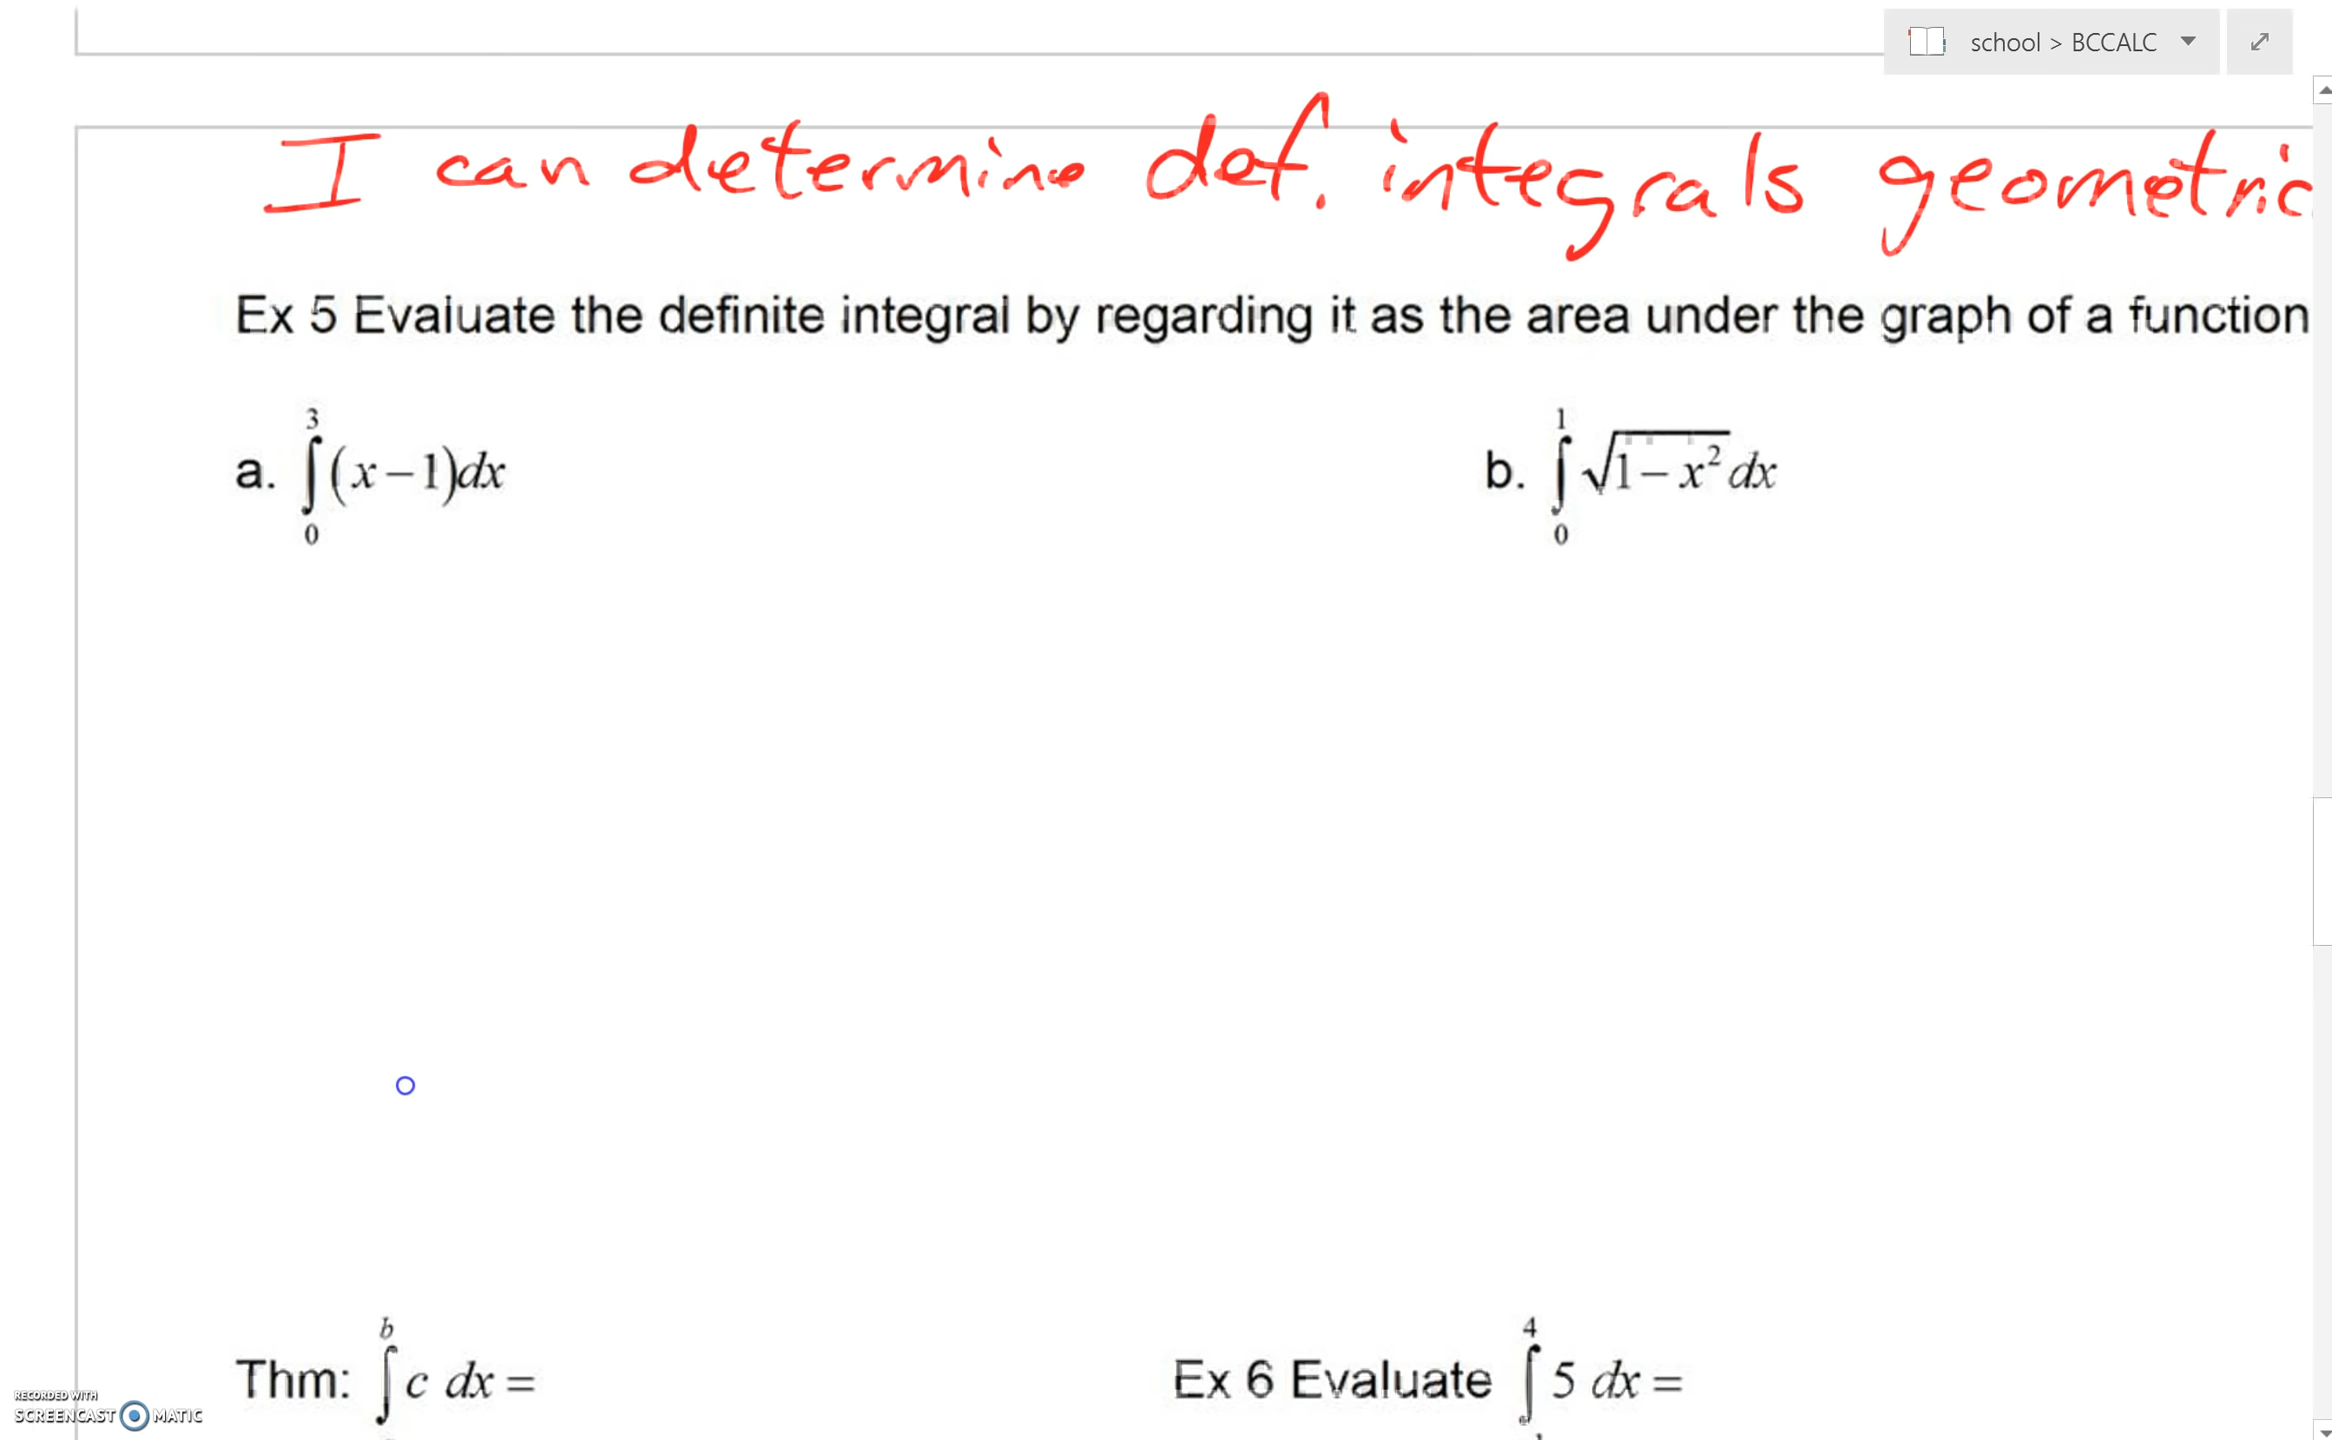 school > BCCALC
I can determine def. integrals geometric
Ex 5 Evaluate the definite integral by regarding it as the area under the graph of a function
a. ∫₀³ (x − 1)dx
b. ∫₀¹ √(1 − x²) dx
Thm: ∫ᵇ c dx =
Ex 6 Evaluate ∫⁴ 5 dx =
RECORDED WITH
SCREENCAST MATIC